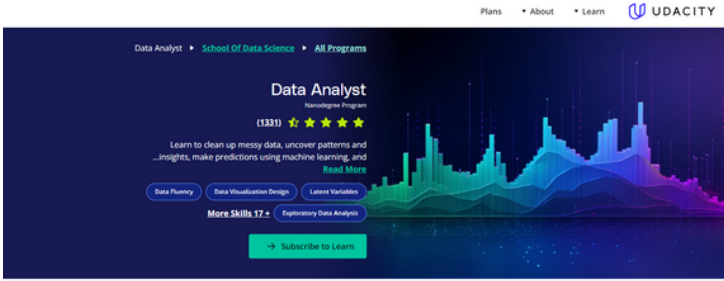 Plans ▾ About ▾ Learn UDACITY
Data Analyst ▸ School Of Data Science ▸ All Programs
Data Analyst
Nanodegree Program
(1331)
Learn to clean up messy data, uncover patterns and
...insights, make predictions using machine learning, and
Read More
Data Fluency Data Visualization Design Latent Variables
More Skills 17 + Exploratory Data Analysis
→ Subscribe to Learn